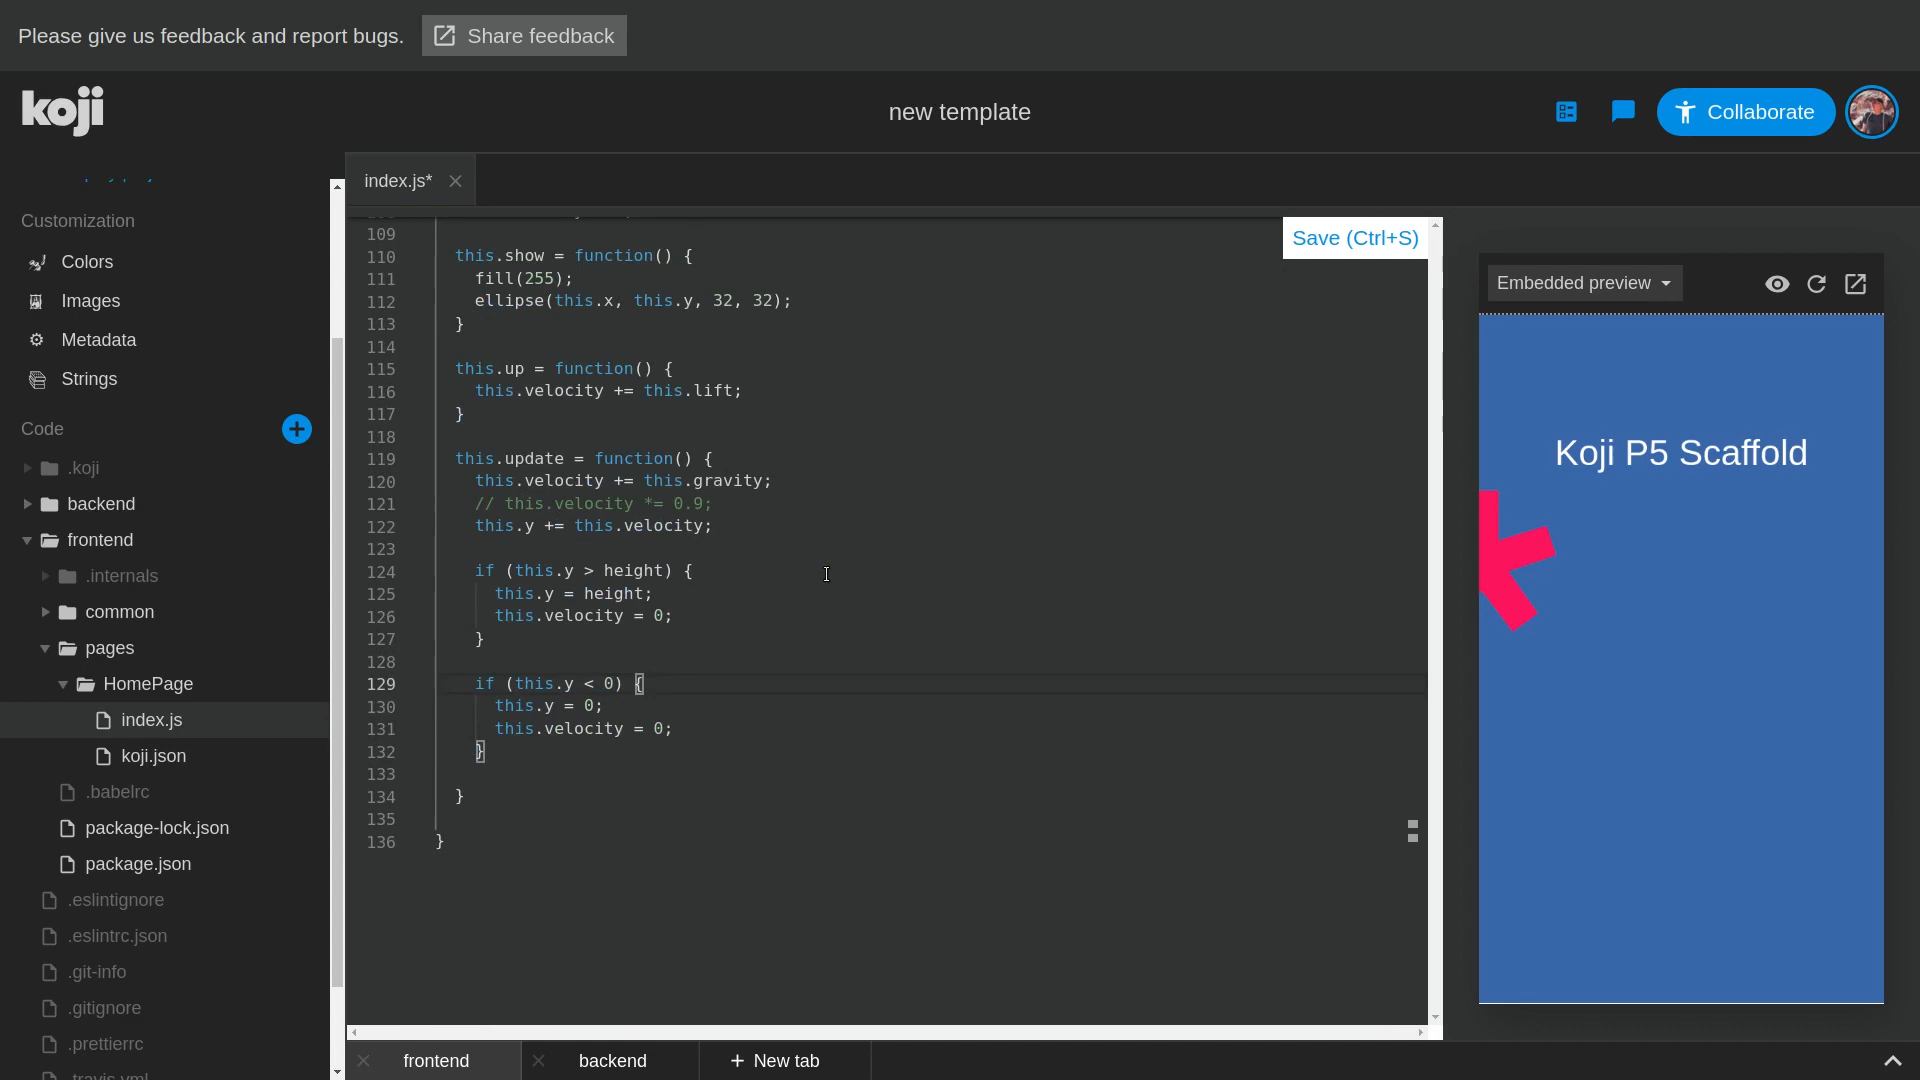 Please give us feedback and report bugs.
Share feedback
koji
new template
Collaborate
index.js*
Customization
Colors
Images
Metadata
Strings
Code
.koji
backend
frontend
.internals
common
pages
HomePage
index.js
koji.json
.babelrc
package-lock.json
package.json
.eslintignore
.eslintrc.json
.git-info
.gitignore
.prettierrc
.travis.yml
Save (Ctrl+S)
109
110 this.show = function() {
111 fill(255);
112 ellipse(this.x, this.y, 32, 32);
113 }
114
115 this.up = function() {
116 this.velocity += this.lift;
117 }
118
119 this.update = function() {
120 this.velocity += this.gravity;
121 // this.velocity *= 0.9;
122 this.y += this.velocity;
123
124 if (this.y > height) {
125 this.y = height;
126 this.velocity = 0;
127 }
128
129 if (this.y < 0) {
130 this.y = 0;
131 this.velocity = 0;
132 }
133
134 }
135
136 }
Embedded preview
Koji P5 Scaffold
frontend
backend
+ New tab